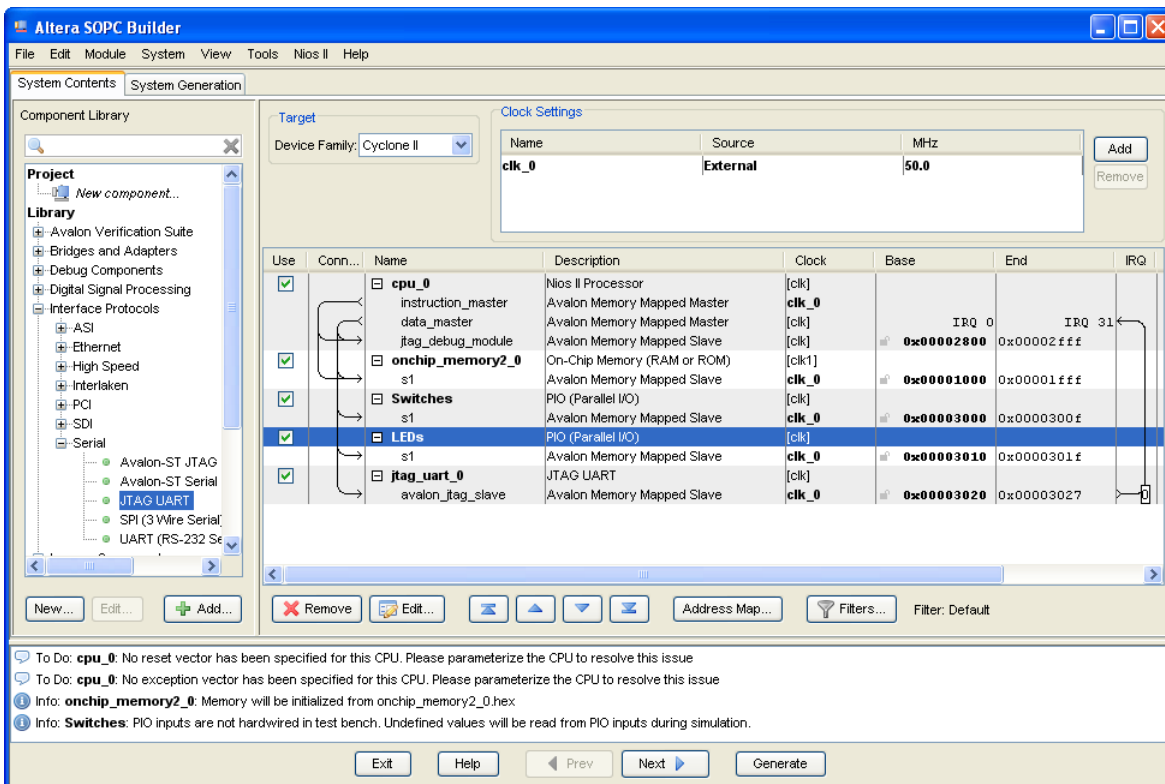 Altera SOPC Builder
File Edit Module System View Tools Nios II Help
System Contents System Generation
Component Library
Project
New component...
Library
Avalon Verification Suite
Bridges and Adapters
Debug Components
Digital Signal Processing
Interface Protocols
ASI
Ethernet
High Speed
Interlaken
PCI
SDI
Serial
Avalon-ST JTAG
Avalon-ST Serial
JTAG UART
SPI (3 Wire Serial)
UART (RS-232 Se
New... Edit... Add...
Target
Device Family: Cyclone II
Clock Settings
Name Source MHz
clk_0 External 50.0
Add
Remove
Use Conn... Name Description Clock Base End IRQ
cpu_0 Nios II Processor [clk]
instruction_master Avalon Memory Mapped Master clk_0
data_master Avalon Memory Mapped Master [clk] IRQ 0 IRQ 31
jtag_debug_module Avalon Memory Mapped Slave [clk] 0x00002800 0x00002fff
onchip_memory2_0 On-Chip Memory (RAM or ROM) [clk1]
s1 Avalon Memory Mapped Slave clk_0 0x00001000 0x00001fff
Switches PIO (Parallel I/O) [clk]
s1 Avalon Memory Mapped Slave clk_0 0x00003000 0x0000300f
LEDs PIO (Parallel I/O) [clk]
s1 Avalon Memory Mapped Slave clk_0 0x00003010 0x0000301f
jtag_uart_0 JTAG UART [clk]
avalon_jtag_slave Avalon Memory Mapped Slave clk_0 0x00003020 0x00003027 0
Remove Edit... Address Map... Filters... Filter: Default
To Do: cpu_0: No reset vector has been specified for this CPU. Please parameterize the CPU to resolve this issue
To Do: cpu_0: No exception vector has been specified for this CPU. Please parameterize the CPU to resolve this issue
Info: onchip_memory2_0: Memory will be initialized from onchip_memory2_0.hex
Info: Switches: PIO inputs are not hardwired in test bench. Undefined values will be read from PIO inputs during simulation.
Exit Help Prev Next Generate